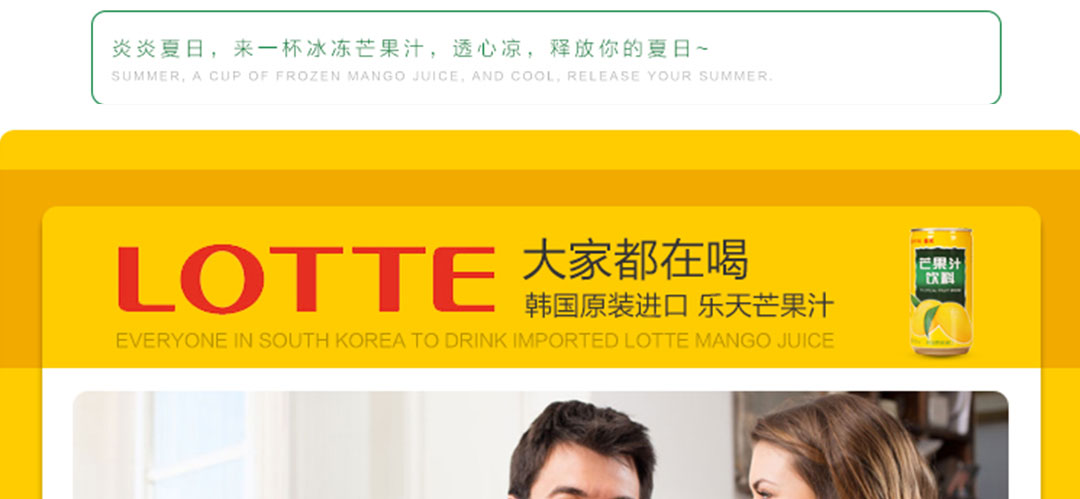 炎炎夏日，来一杯冰冻芒果汁，透心凉，释放你的夏日~
SUMMER, A CUP OF FROZEN MANGO JUICE, AND COOL, RELEASE YOUR SUMMER.
LOTTE
大家都在喝
韩国原装进口 乐天芒果汁
EVERYONE IN SOUTH KOREA TO DRINK IMPORTED LOTTE MANGO JUICE
芒果汁
饮料